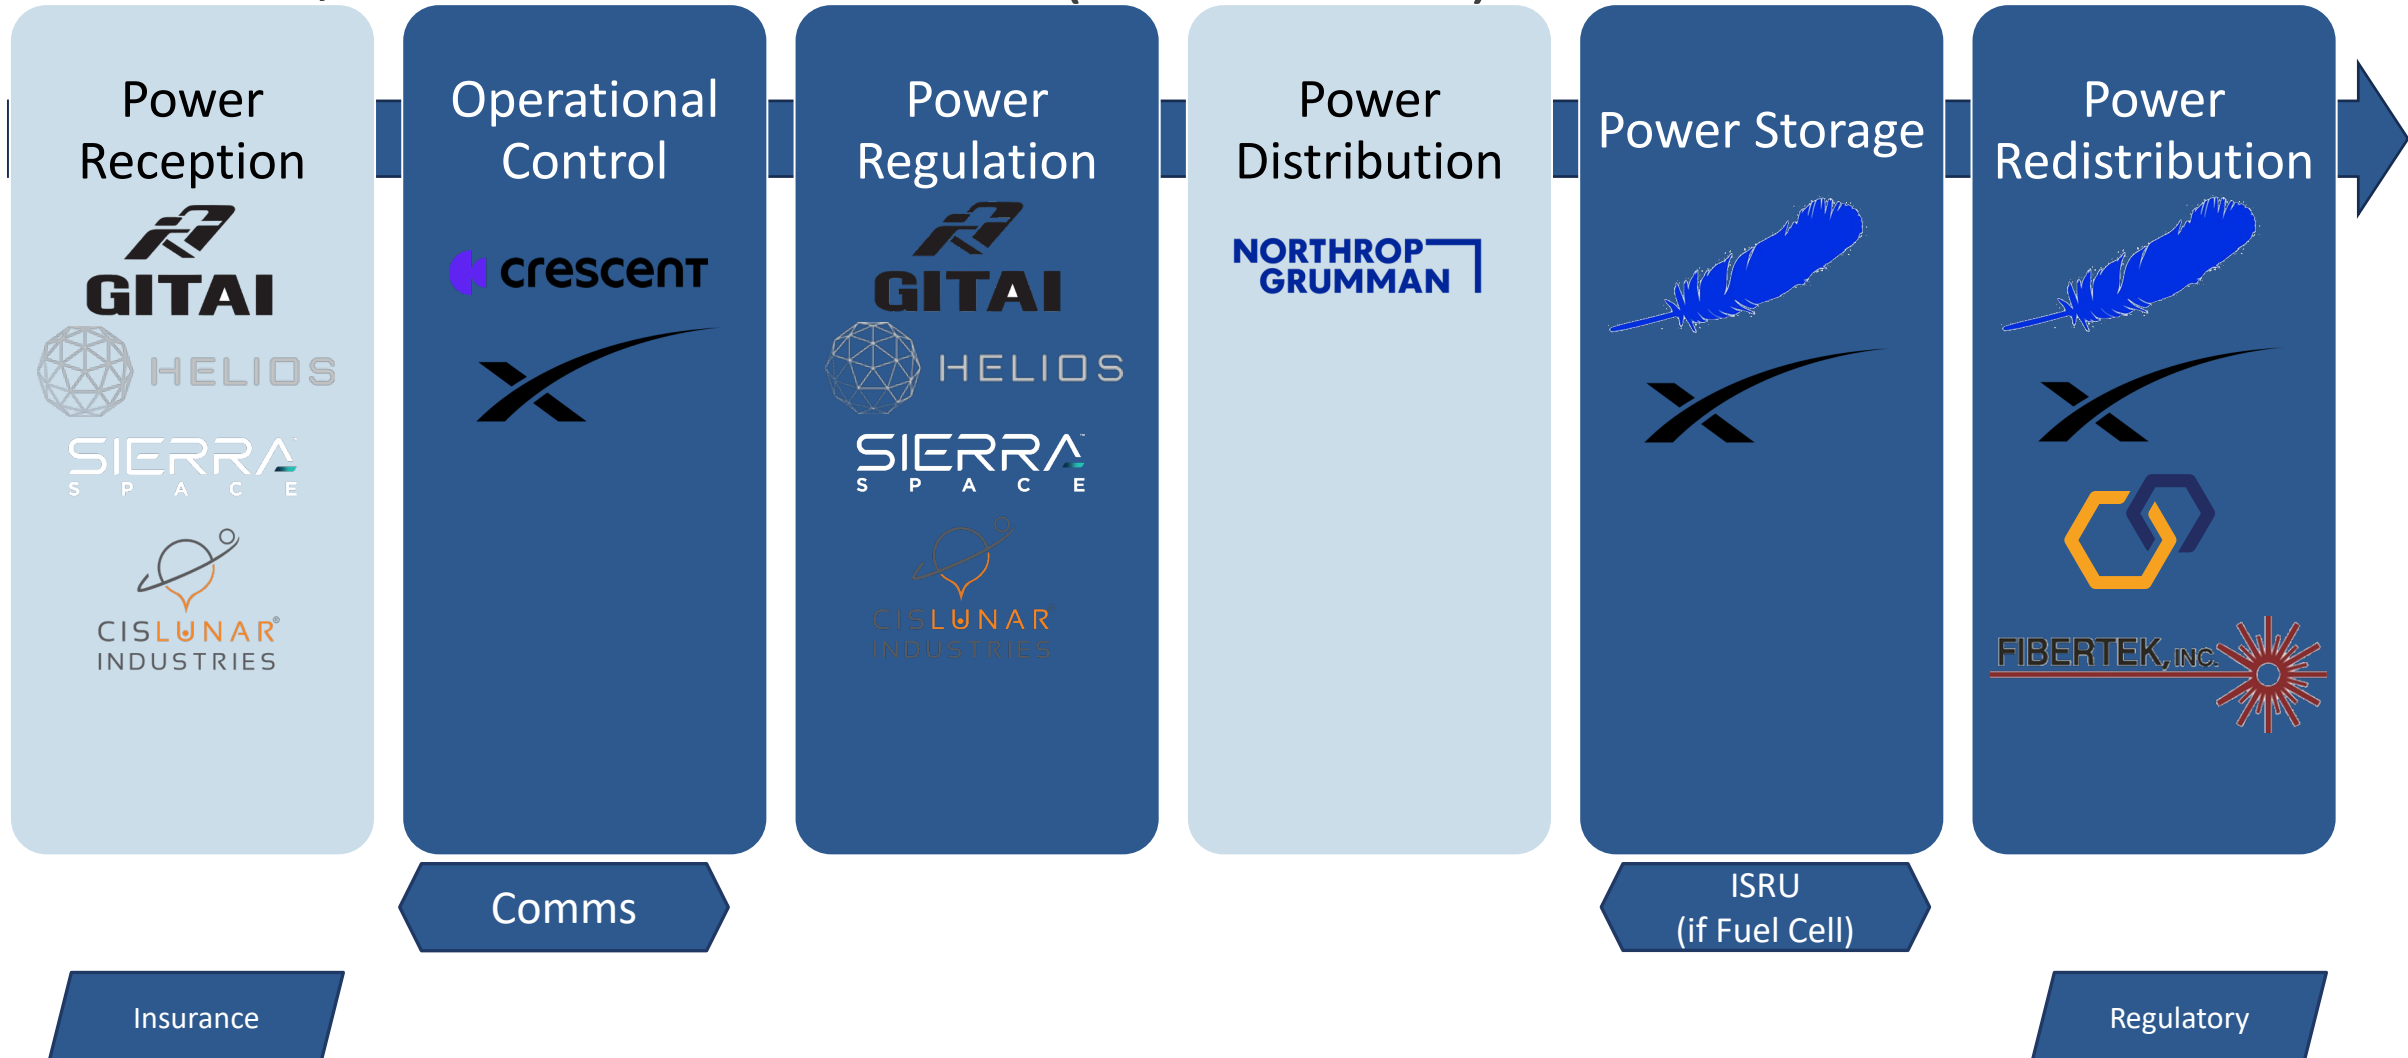 Power
Reception
GITAI
HELIOS
SIERRA
SPACE
CISLUNAR®
INDUSTRIES
Operational
Control
crescent
Power
Regulation
GITAI
HELIOS
SIERRA™
SPACE
CISLUNAR
INDUSTRIES
Power
Distribution
NORTHROP
GRUMMAN
Power Storage
Power
Redistribution
FIBERTEK, INC.
Comms
ISRU
(if Fuel Cell)
Insurance
Regulatory